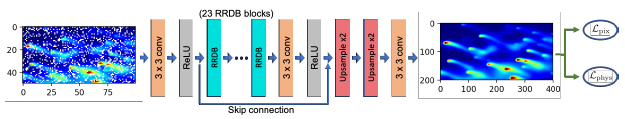 (23 RRDB blocks)
0
20
40
0
25
50
75
3 x 3 conv
ReLU
RRDB
RRDB
3 x 3 conv
ReLU
Upsample x2
Upsample x2
3 x 3 conv
Skip connection
0
100
200
0
100
200
300
400
|ℒpix|
|ℒphys|